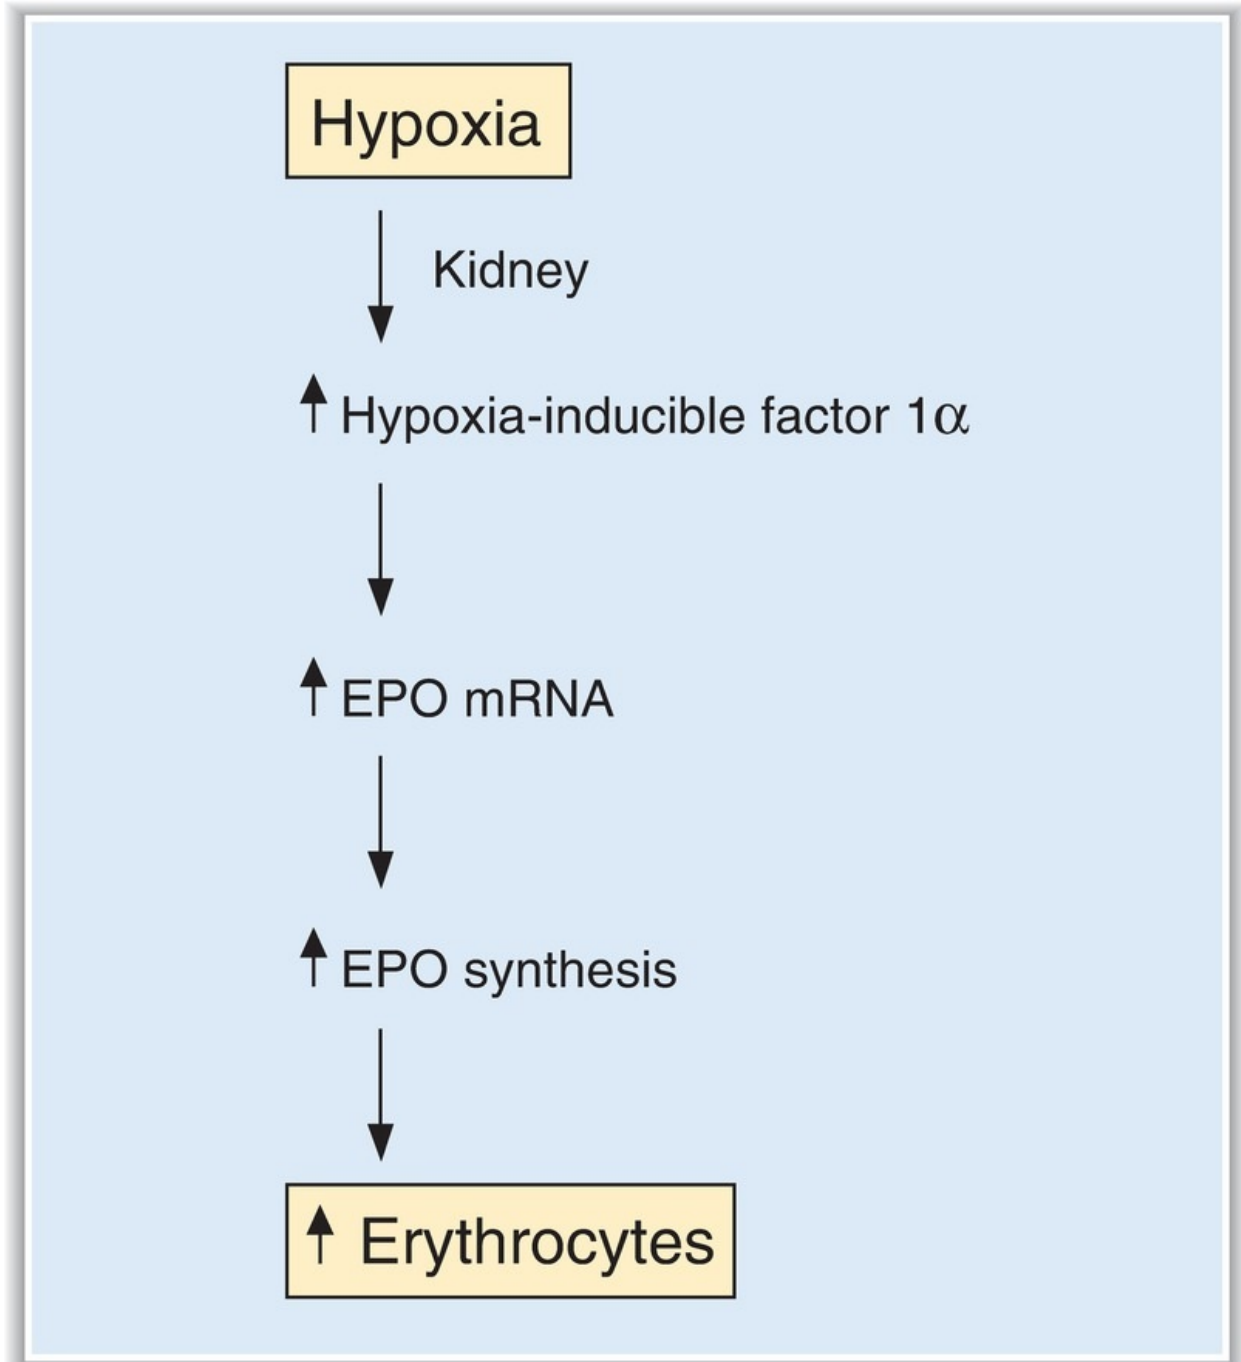 Hypoxia
Kidney
Hypoxia-inducible factor 1α
EPO mRNA
EPO synthesis
Erythrocytes